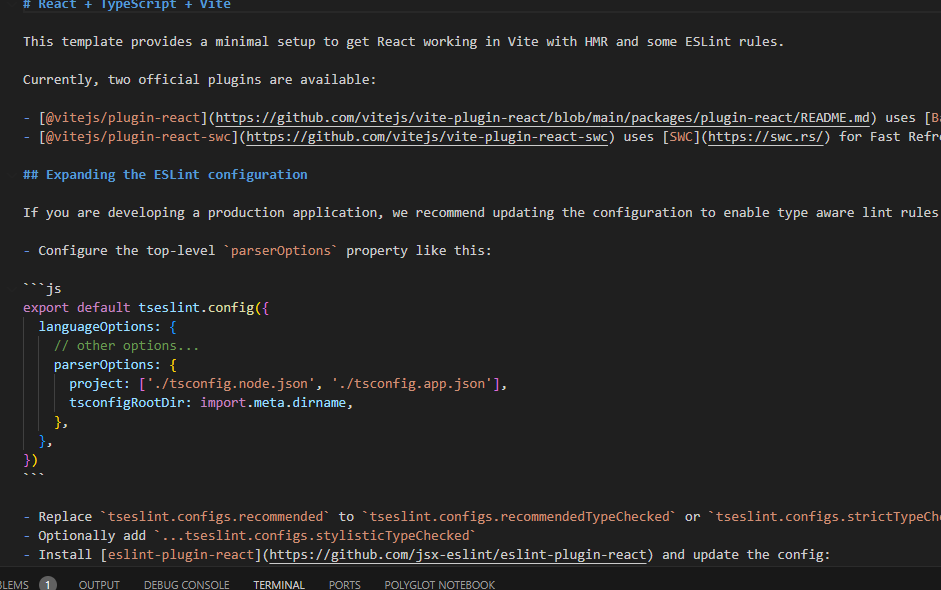 # React + TypeScript + Vite
This template provides a minimal setup to get React working in Vite with HMR and some ESLint rules.
Currently, two official plugins are available:
- [@vitejs/plugin-react](https://github.com/vitejs/vite-plugin-react/blob/main/packages/plugin-react/README.md) uses [
- [@vitejs/plugin-react-swc](https://github.com/vitejs/vite-plugin-react-swc) uses [SWC](https://swc.rs/) for Fast
## Expanding the ESLint configuration
If you are developing a production application, we recommend updating the configuration to enable type aware lint rules
- Configure the top-level `parserOptions` property like this:
```js
export default tseslint.config({
  languageOptions: {
    // other options...
    parserOptions: {
      project: ['./tsconfig.node.json', './tsconfig.app.json'],
      tsconfigRootDir: import.meta.dirname,
    },
  },
})
```
- Replace `tseslint.configs.recommended` to `tseslint.configs.recommendedTypeChecked` or
- Optionally add `...tseslint.configs.stylisticTypeChecked`
- Install [eslint-plugin-react](https://github.com/jsx-eslint/eslint-plugin-react) and update the config:
1 OUTPUT DEBUG CONSOLE TERMINAL PORTS POLYGLOT NOTEBOOK